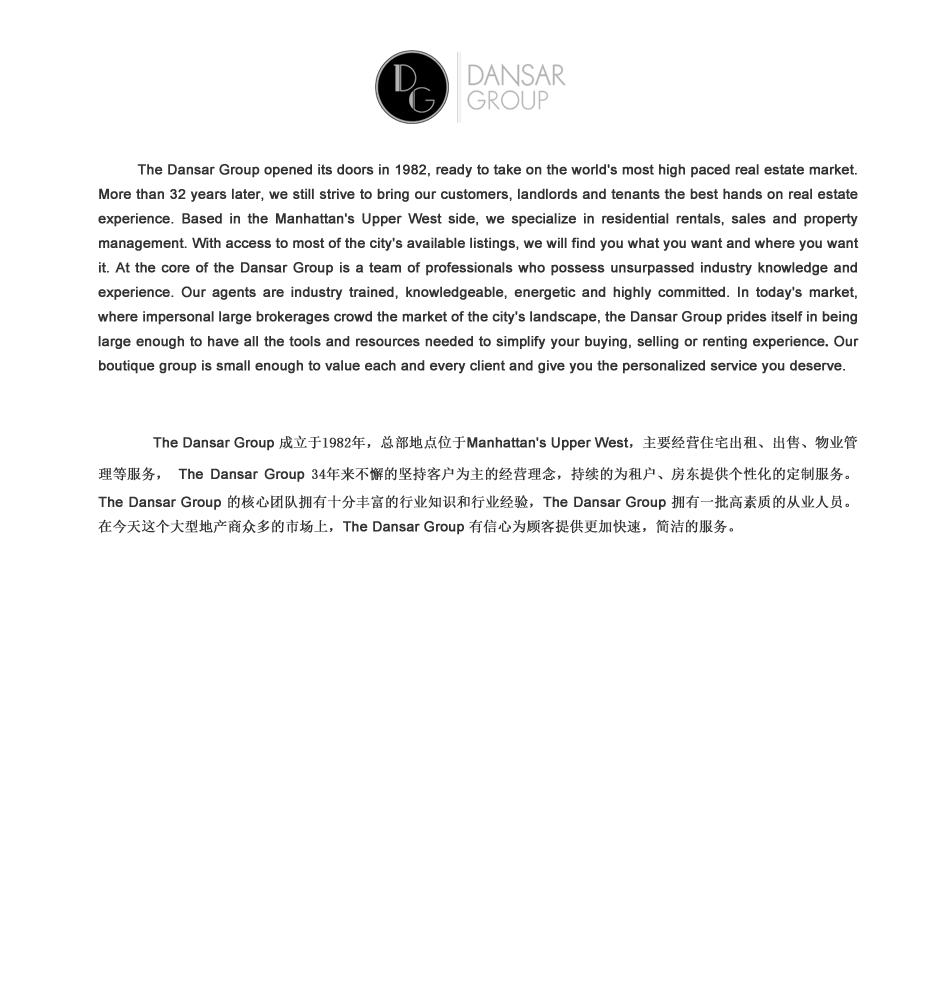 DG
DANSAR
GROUP
The Dansar Group opened its doors in 1982, ready to take on the world's most high paced real estate market.
More than 32 years later, we still strive to bring our customers, landlords and tenants the best hands on real estate
experience. Based in the Manhattan's Upper West side, we specialize in residential rentals, sales and property
management. With access to most of the city's available listings, we will find you what you want and where you want
it. At the core of the Dansar Group is a team of professionals who possess unsurpassed industry knowledge and
experience. Our agents are industry trained, knowledgeable, energetic and highly committed. In today's market,
where impersonal large brokerages crowd the market of the city's landscape, the Dansar Group prides itself in being
large enough to have all the tools and resources needed to simplify your buying, selling or renting experience. Our
boutique group is small enough to value each and every client and give you the personalized service you deserve.
The Dansar Group 成立于1982年，总部地点位于Manhattan's Upper West，主要经营住宅出租、出售、物业管
理等服务， The Dansar Group 34年来不懈的坚持客户为主的经营理念，持续的为租户、房东提供个性化的定制服务。
The Dansar Group 的核心团队拥有十分丰富的行业知识和行业经验，The Dansar Group 拥有一批高素质的从业人员。
在今天这个大型地产商众多的市场上，The Dansar Group 有信心为顾客提供更加快速，简洁的服务。